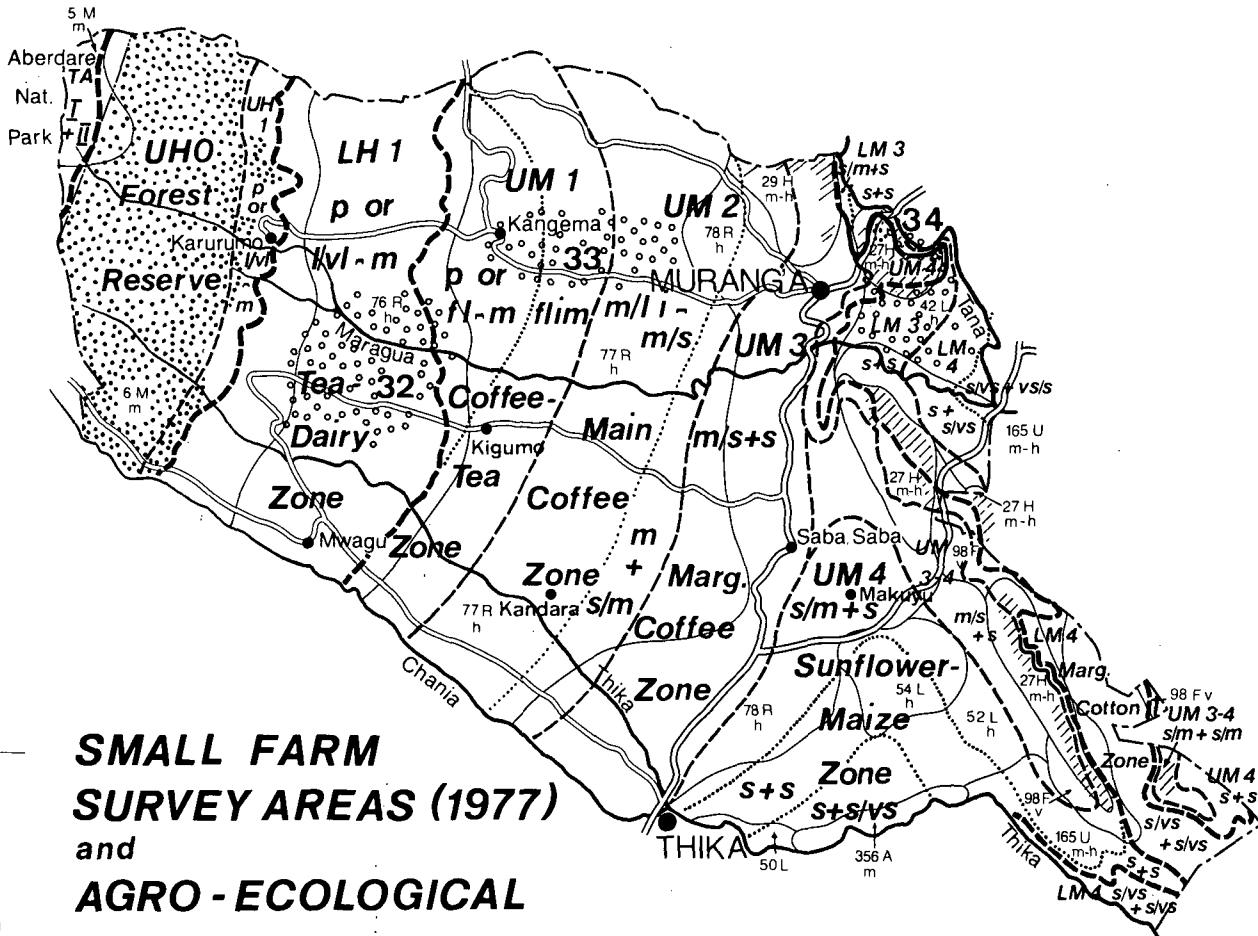 5 M
m
Aberdare
TA
Nat.
I
Park + II
UH0
Forest
Reserve
6 M
m
UH
1
p
or
Karurumo
l/vl
- m
LH 1
p or
l/vl - m
76 R
h
Maragua
Tea - 32
Dairy
Zone
Mwagu
UM 1
Kangema
p or
fl-m
flim
33
m/l i -
m/s
77 R
h
UM 2
78 R
h
29 H
m-h
MURANG'A
UM 3
LM 3
s/m+s
s+s
34
27H
m-h
UM 4
42 L
h
LM 3
LM
4
Tana
s+s
s/vs + vs/s
s +
s/vs
165 U
m-h
Coffee-
Kigumo
Tea
Zone
Main
Coffee
Zone
m
+
s/m
Kandara
77 R
h
m/s+s
Marg.
Coffee
Zone
78 R
h
Saba Saba
UM 4
Makuyu
s/m+s
27 H
m-h
27 H
m-h
UM
3-4
98 F
v
m/s
+ s
27H
m-h
LM 4
Marg.
Cotton
Zone
98 F v
UM 3-4
s/m + s/m
UM 4
s+s
s/vs
+ s/vs
Sunflower-
Maize
Zone
54 L
h
52 L
h
s+s
s+s/vs
98 F
v
165 U
m-h
s+s
LM 4
s/vs
+ s/vs
Chania
Thika
Thika
THIKA
50 L
356 A
m
SMALL FARM
SURVEY AREAS (1977)
and
AGRO - ECOLOGICAL